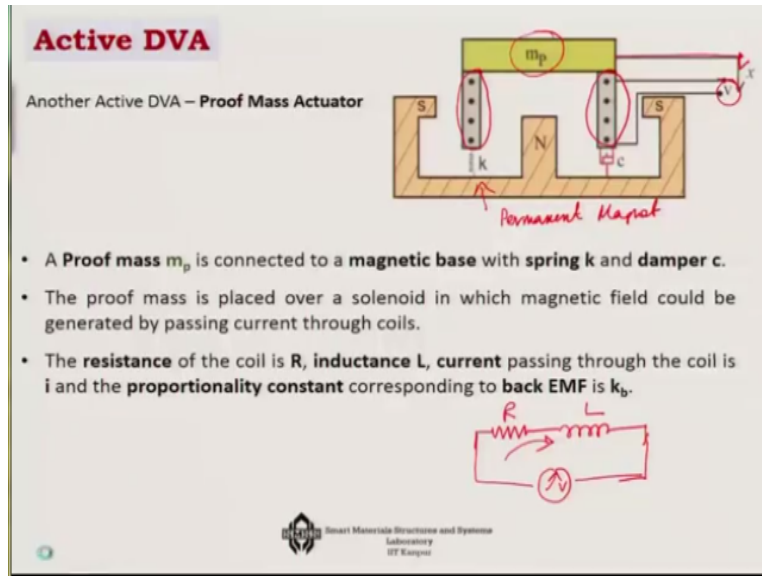 Active DVA
Another Active DVA – Proof Mass Actuator
mp
x
V
S
S
N
k
c
Permanent Magnet
• A Proof mass mp is connected to a magnetic base with spring k and damper c.
• The proof mass is placed over a solenoid in which magnetic field could be
generated by passing current through coils.
• The resistance of the coil is R, inductance L, current passing through the coil is
i and the proportionality constant corresponding to back EMF is kb.
R
L
V
Smart Materials Structures and Systems
Laboratory
IIT Kanpur